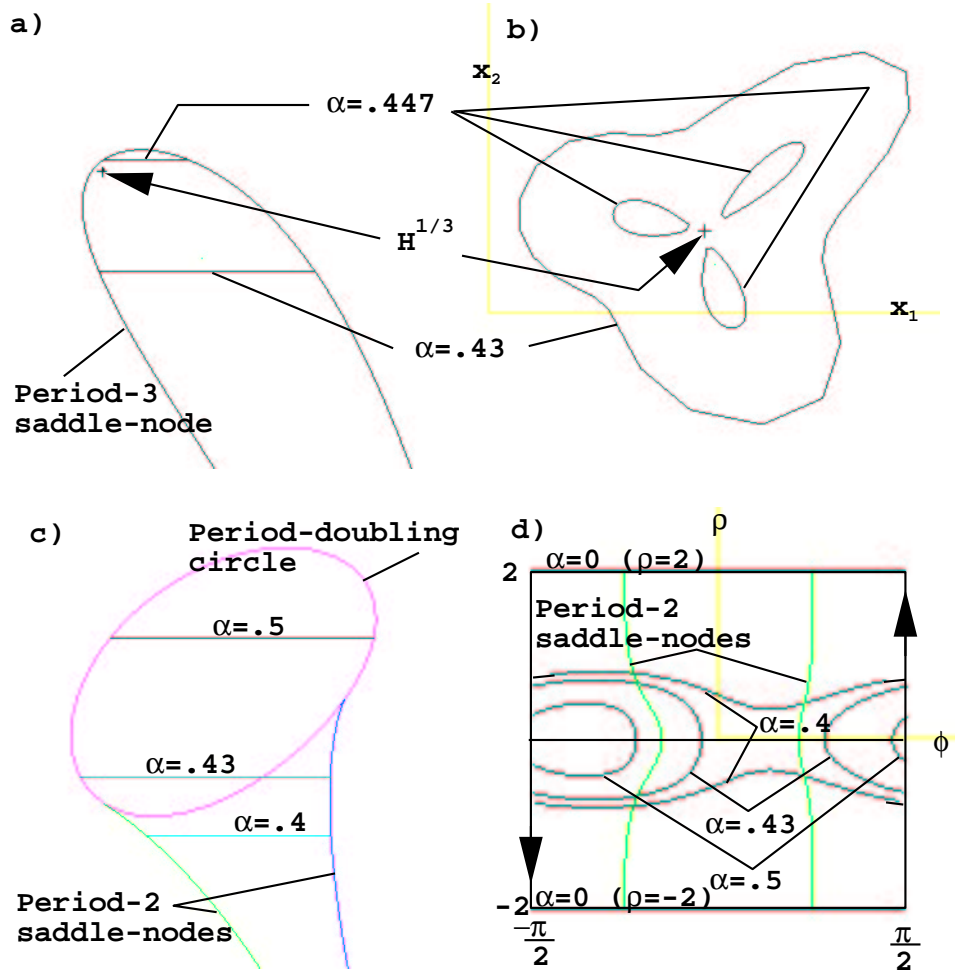 a)
b)
x₂
α=.447
H^1/3
x₁
α=.43
Period-3
saddle-node
c)
Period-doubling
circle
α=.5
α=.43
α=.4
Period-2
saddle-nodes
d)
ρ
α=0 (ρ=2)
2
Period-2
saddle-nodes
α=.4
ϕ
α=.43
α=.5
α=0 (ρ=-2)
-2
-π/2
π/2